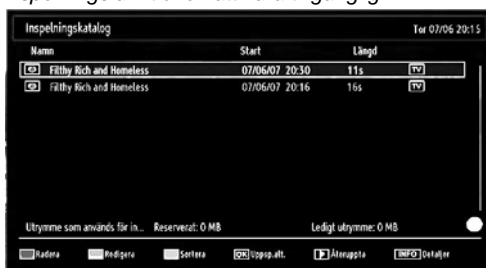 Inspelningskatalog Tor 07/06 20:15
Namn Start Längd
Filthy Rich and Homeless 07/06/07 20:30 11s TV
Filthy Rich and Homeless 07/06/07 20:16 16s TV
Utrymme som används för in... Reserverat: 0 MB Ledigt utrymme: 0 MB
Radera Redigera Sortera OK Uppsp.alt. Återuppta INFO Detaljer